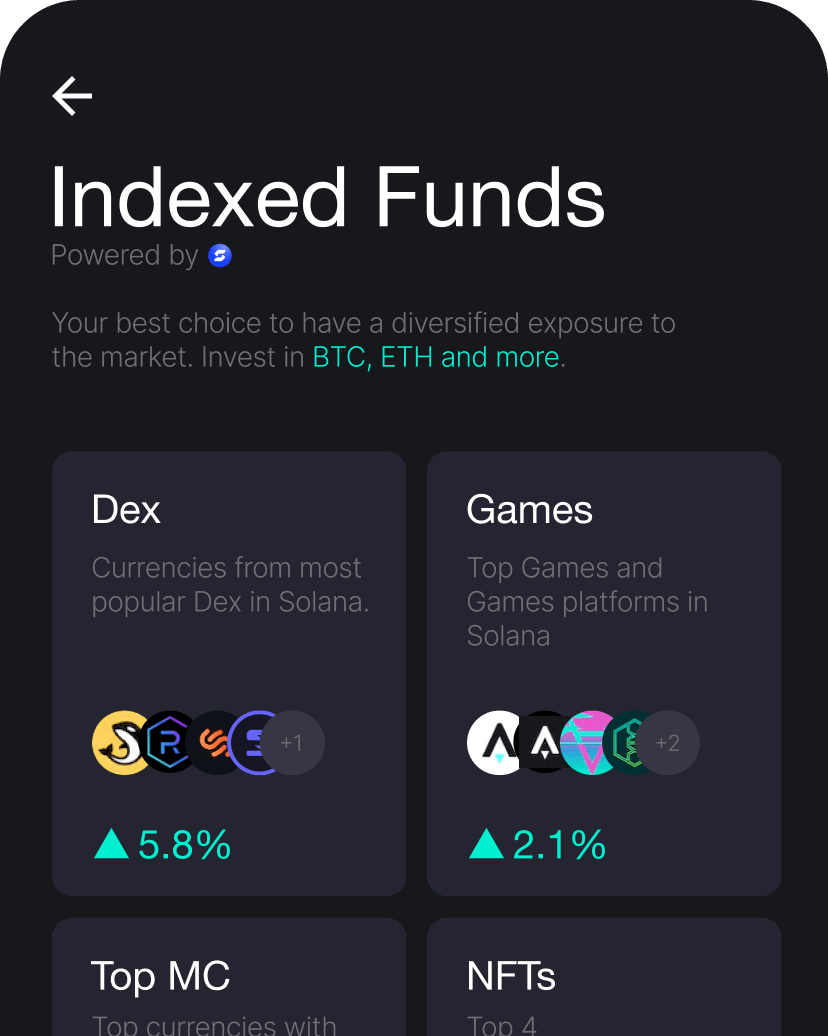 Indexed Funds
Powered by
Your best choice to have a diversified exposure to
the market. Invest in BTC, ETH and more.
Dex
Currencies from most
popular Dex in Solana.
+1
5.8%
Games
Top Games and
Games platforms in
Solana
+2
2.1%
Top MC
Top currencies with
NFTs
Top 4